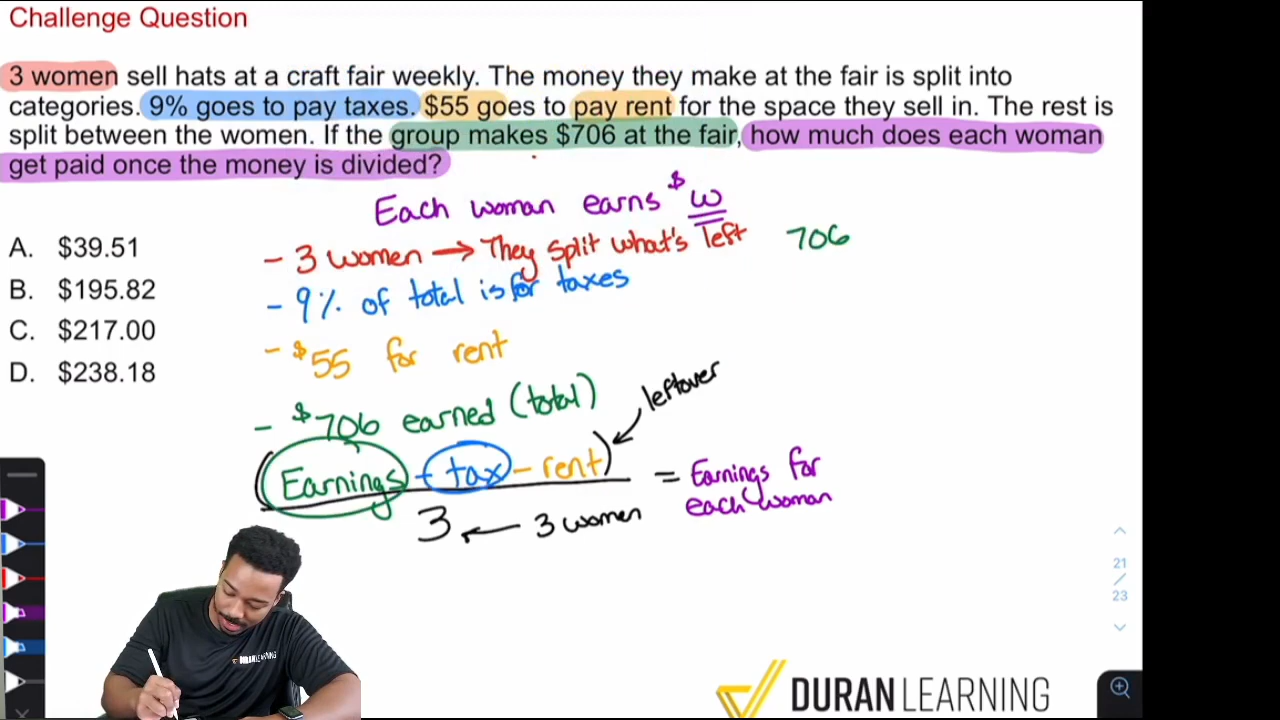 Challenge Question
3 women sell hats at a craft fair weekly. The money they make at the fair is split into
categories. 9% goes to pay taxes. $55 goes to pay rent for the space they sell in. The rest is
split between the women. If the group makes $706 at the fair, how much does each woman
get paid once the money is divided?
Each woman earns $w
A. $39.51
B. $195.82
C. $217.00
D. $238.18
- 3 women → They split what's left
706
- 9% of total is for taxes
- $55 for rent
- $706 earned (total)
leftover
(Earnings - tax - rent)
= Earnings for
each woman
3 ← 3 women
21
/
23
DURAN LEARNING
DURAN LEARNING